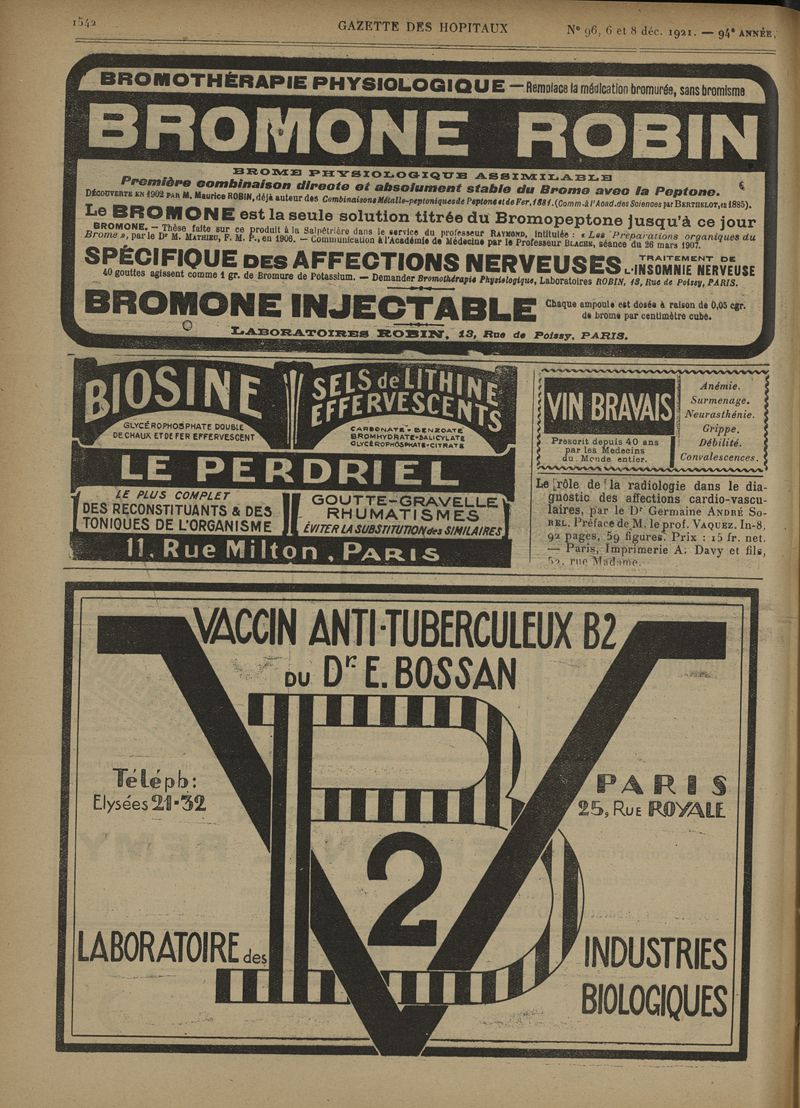 1542
GAZETTE DES HOPITAUX
N° 96, 6 et 8 déc. 1921. — 94e ANNÉE.
BROMOTHÉRAPIE PHYSIOLOGIQUE — Remplace la médication bromurée, sans bromisme
BROMONE ROBIN
BROME PHYSIOLOGIQUE ASSIMILABLE
Première combinaison directe et absolument stable du Brome avec la Peptone.
DÉCOUVERTE EN 1902 PAR M. Maurice ROBIN, déjà auteur des Combinaisons Métallo-peptoniques de Peptone et de Fer, 1881. (Comm. à l'Acad. des Sciences par BERTHELOT, en 1885).
Le BROMONE est la seule solution titrée du Bromopeptone jusqu'à ce jour
BROMONE. — Thèse faite sur ce produit à la Salpêtrière dans le service du professeur RAYMOND, intitulée : « Les Préparations organiques du
Brome », par le Dr M. MATHIEU, F. M. P., en 1906. — Communication à l'Académie de Médecine par le Professeur BLACHE, séance du 26 mars 1907.
SPÉCIFIQUE DES AFFECTIONS NERVEUSES
TRAITEMENT DE
L'INSOMNIE NERVEUSE
40 gouttes agissent comme 1 gr. de Bromure de Potassium. — Demander Bromothérapie Physiologique, Laboratoires ROBIN, 13, Rue de Poissy, PARIS.
BROMONE INJECTABLE
Chaque ampoule est dosée à raison de 0,05 cgr.
de brome par centimètre cube.
LABORATOIRES ROBIN, 13, Rue de Poissy, PARIS.
BIOSINE
GLYCÉROPHOSPHATE DOUBLE
DE CHAUX ET DE FER EFFERVESCENT
SELS de LITHINE
EFFERVESCENTS
CARBONATE - BENZOATE
BROMHYDRATE-SALICYLATE
GLYCÉROPHOSPHATE-CITRATE
LE PERDRIEL
LE PLUS COMPLET
DES RECONSTITUANTS & DES
TONIQUES DE L'ORGANISME
GOUTTE-GRAVELLE
RHUMATISMES
ÉVITER LA SUBSTITUTION des SIMILAIRES
11, Rue Milton, PARIS
VIN BRAVAIS
Prescrit depuis 40 ans
par les Médecins
du Monde entier.
Anémie.
Surmenage.
Neurasthénie.
Grippe.
Débilité.
Convalescences.
Le rôle de la radiologie dans le dia-
gnostic des affections cardio-vascu-
laires, par le Dr Germaine ANDRÉ So-
REL. Préface de M. le prof. VAQUEZ. In-8,
92 pages, 59 figures. Prix : 15 fr. net.
— Paris, Imprimerie A. Davy et fils,
52, rue Madame.
VACCIN ANTI-TUBERCULEUX B2
DU Dr. E. BOSSAN
VB2
Téléph:
Elysées 21-32
PARIS
25, RUE ROYALE
LABORATOIRE des
INDUSTRIES
BIOLOGIQUES